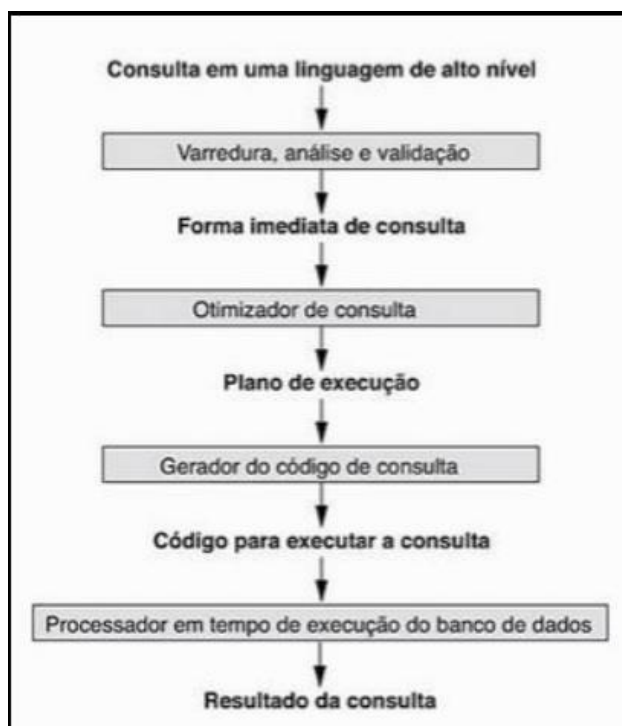 Consulta em uma linguagem de alto nível
Varredura, análise e validação
Forma imediata de consulta
Otimizador de consulta
Plano de execução
Gerador do código de consulta
Código para executar a consulta
Processador em tempo de execução do banco de dados
Resultado da consulta